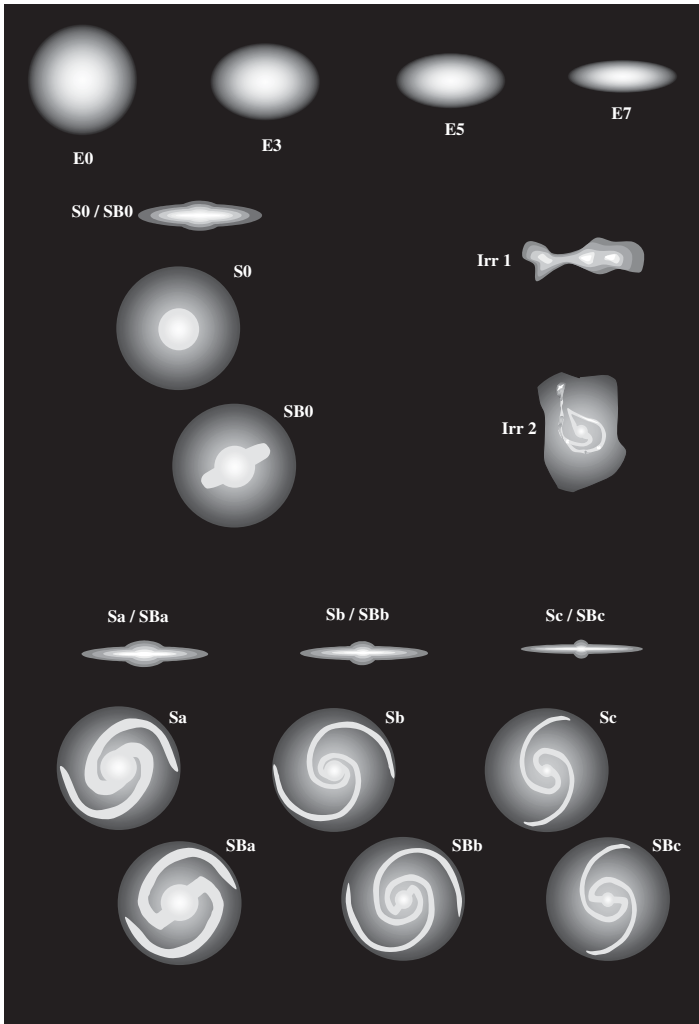 E0
E3
E5
E7
S0 / SB0
S0
Irr 1
SB0
Irr 2
Sa / SBa
Sb / SBb
Sc / SBc
Sa
Sb
Sc
SBa
SBb
SBc